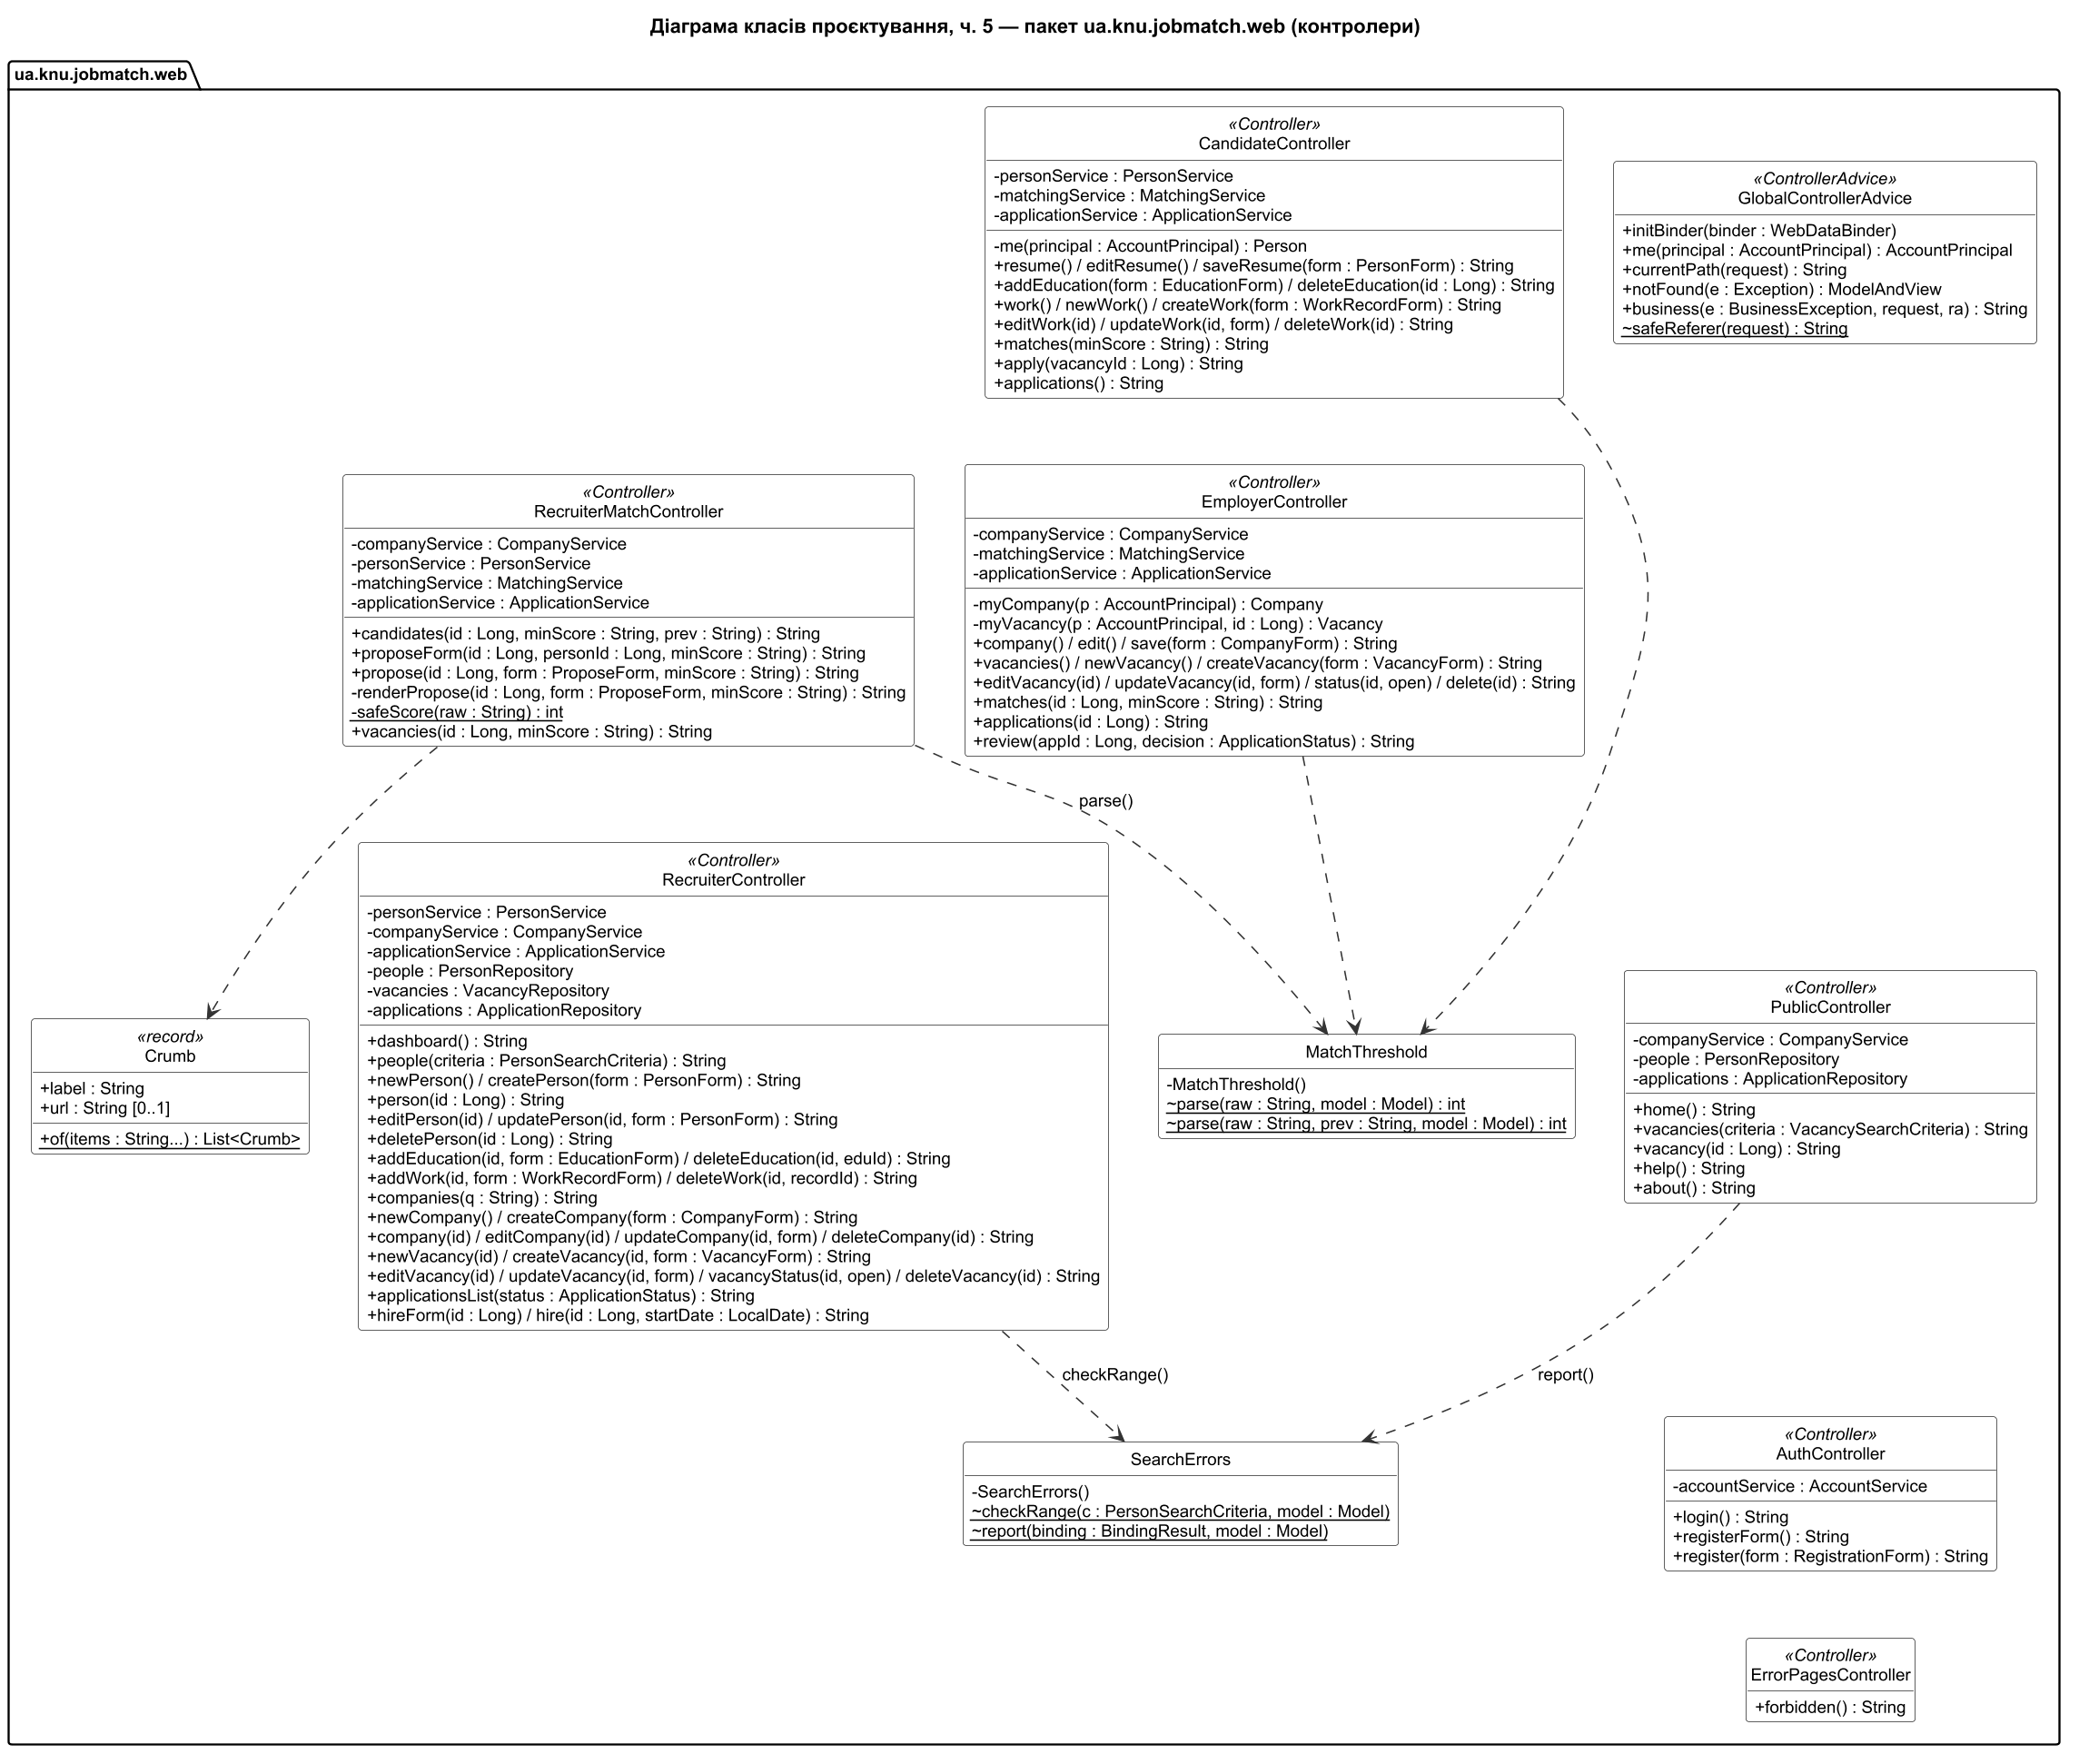 Діаграма класів проєктування, ч. 5 — пакет ua.knu.jobmatch.web (контролери)
ua.knu.jobmatch.web
«Controller»
CandidateController
-personService : PersonService
-matchingService : MatchingService
-applicationService : ApplicationService
-me(principal : AccountPrincipal) : Person
+resume() / editResume() / saveResume(form : PersonForm) : String
+addEducation(form : EducationForm) / deleteEducation(id : Long) : String
+work() / newWork() / createWork(form : WorkRecordForm) : String
+editWork(id) / updateWork(id, form) / deleteWork(id) : String
+matches(minScore : String) : String
+apply(vacancyId : Long) : String
+applications() : String
«ControllerAdvice»
GlobalControllerAdvice
+initBinder(binder : WebDataBinder)
+me(principal : AccountPrincipal) : AccountPrincipal
+currentPath(request) : String
+notFound(e : Exception) : ModelAndView
+business(e : BusinessException, request, ra) : String
~safeReferer(request) : String
«Controller»
RecruiterMatchController
-companyService : CompanyService
-personService : PersonService
-matchingService : MatchingService
-applicationService : ApplicationService
+candidates(id : Long, minScore : String, prev : String) : String
+proposeForm(id : Long, personId : Long, minScore : String) : String
+propose(id : Long, form : ProposeForm, minScore : String) : String
-renderPropose(id : Long, form : ProposeForm, minScore : String) : String
-safeScore(raw : String) : int
+vacancies(id : Long, minScore : String) : String
«Controller»
EmployerController
-companyService : CompanyService
-matchingService : MatchingService
-applicationService : ApplicationService
-myCompany(p : AccountPrincipal) : Company
-myVacancy(p : AccountPrincipal, id : Long) : Vacancy
+company() / edit() / save(form : CompanyForm) : String
+vacancies() / newVacancy() / createVacancy(form : VacancyForm) : String
+editVacancy(id) / updateVacancy(id, form) / status(id, open) / delete(id) : String
+matches(id : Long, minScore : String) : String
+applications(id : Long) : String
+review(appId : Long, decision : ApplicationStatus) : String
parse()
«Controller»
RecruiterController
-personService : PersonService
-companyService : CompanyService
-applicationService : ApplicationService
-people : PersonRepository
-vacancies : VacancyRepository
-applications : ApplicationRepository
+dashboard() : String
+people(criteria : PersonSearchCriteria) : String
+newPerson() / createPerson(form : PersonForm) : String
+person(id : Long) : String
+editPerson(id) / updatePerson(id, form : PersonForm) : String
+deletePerson(id : Long) : String
+addEducation(id, form : EducationForm) / deleteEducation(id, eduId) : String
+addWork(id, form : WorkRecordForm) / deleteWork(id, recordId) : String
+companies(q : String) : String
+newCompany() / createCompany(form : CompanyForm) : String
+company(id) / editCompany(id) / updateCompany(id, form) / deleteCompany(id) : String
+newVacancy(id) / createVacancy(id, form : VacancyForm) : String
+editVacancy(id) / updateVacancy(id, form) / vacancyStatus(id, open) / deleteVacancy(id) : String
+applicationsList(status : ApplicationStatus) : String
+hireForm(id : Long) / hire(id : Long, startDate : LocalDate) : String
«record»
Crumb
+label : String
+url : String [0..1]
+of(items : String...) : List<Crumb>
MatchThreshold
-MatchThreshold()
~parse(raw : String, model : Model) : int
~parse(raw : String, prev : String, model : Model) : int
«Controller»
PublicController
-companyService : CompanyService
-people : PersonRepository
-applications : ApplicationRepository
+home() : String
+vacancies(criteria : VacancySearchCriteria) : String
+vacancy(id : Long) : String
+help() : String
+about() : String
checkRange()
report()
SearchErrors
-SearchErrors()
~checkRange(c : PersonSearchCriteria, model : Model)
~report(binding : BindingResult, model : Model)
«Controller»
AuthController
-accountService : AccountService
+login() : String
+registerForm() : String
+register(form : RegistrationForm) : String
«Controller»
ErrorPagesController
+forbidden() : String